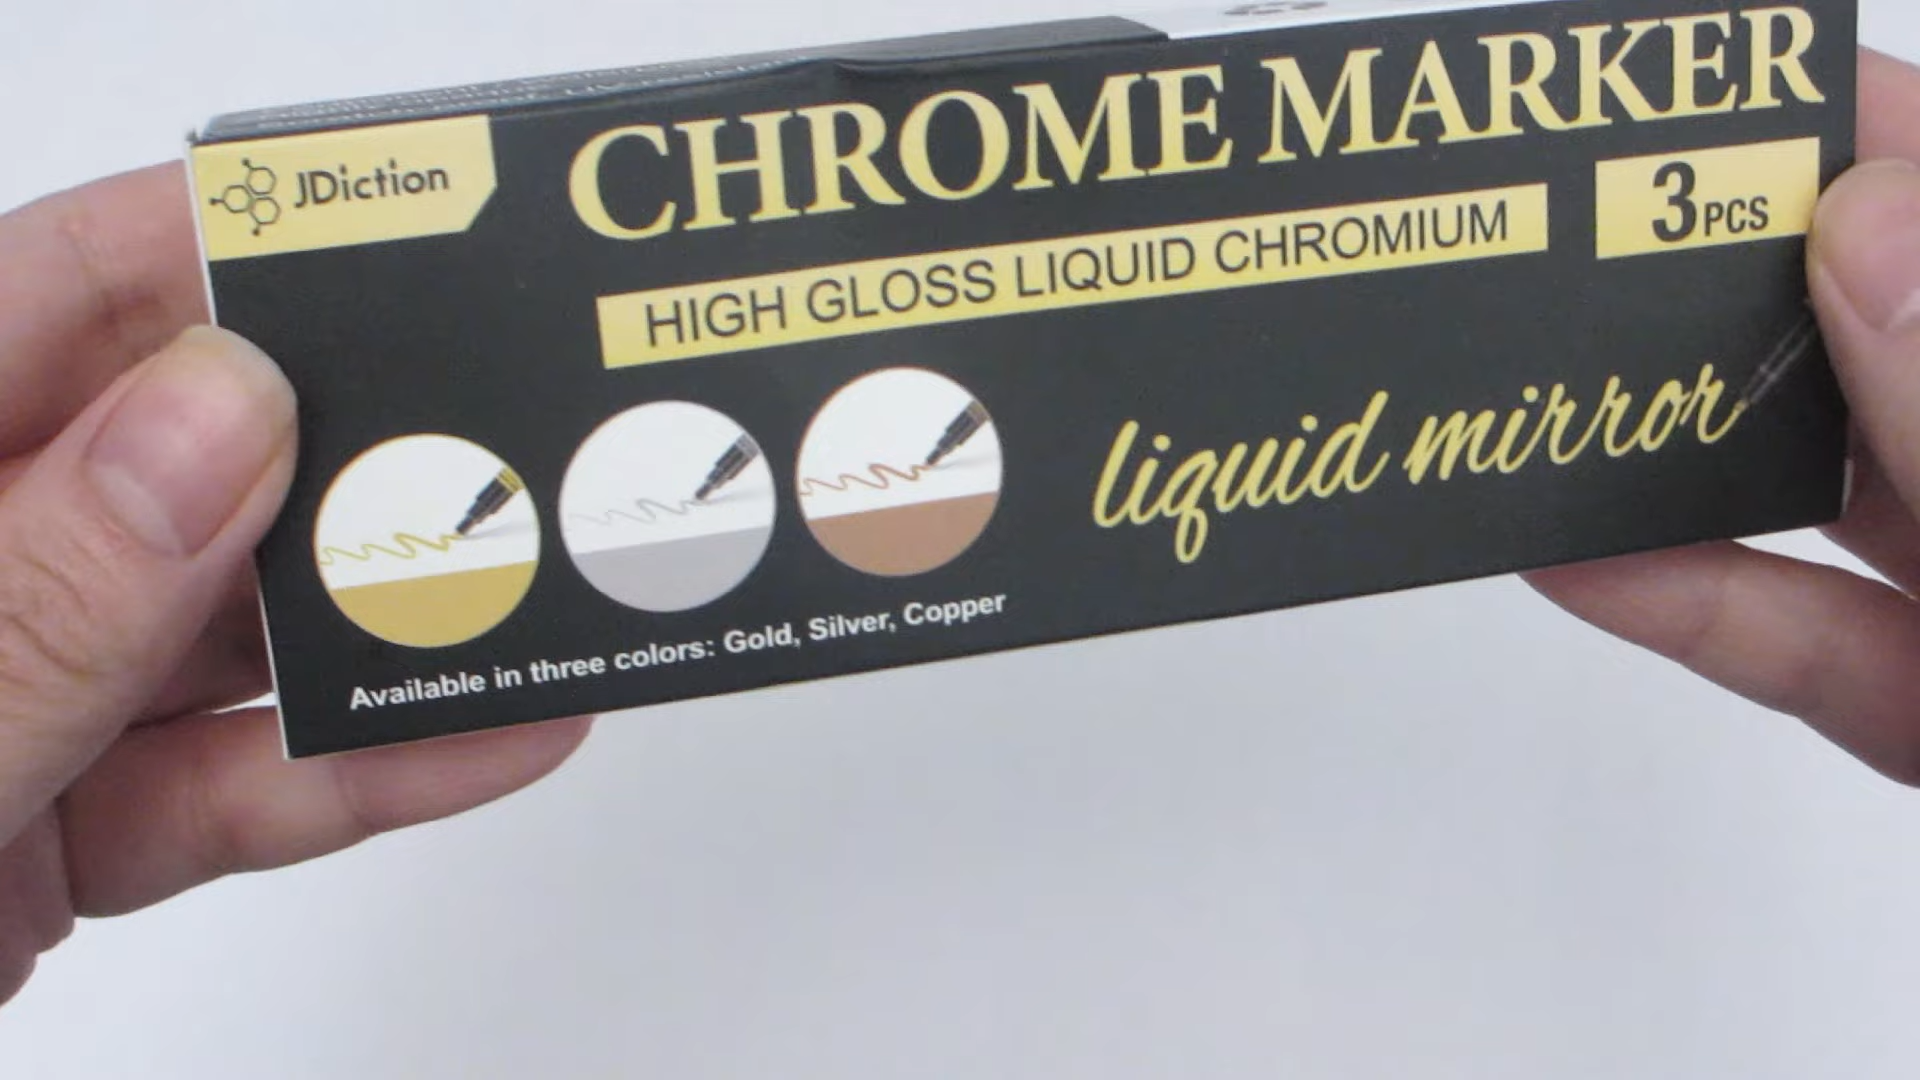 JDiction
CHROME MARKER
HIGH GLOSS LIQUID CHROMIUM
3 PCS
liquid mirror
Available in three colors: Gold, Silver, Copper